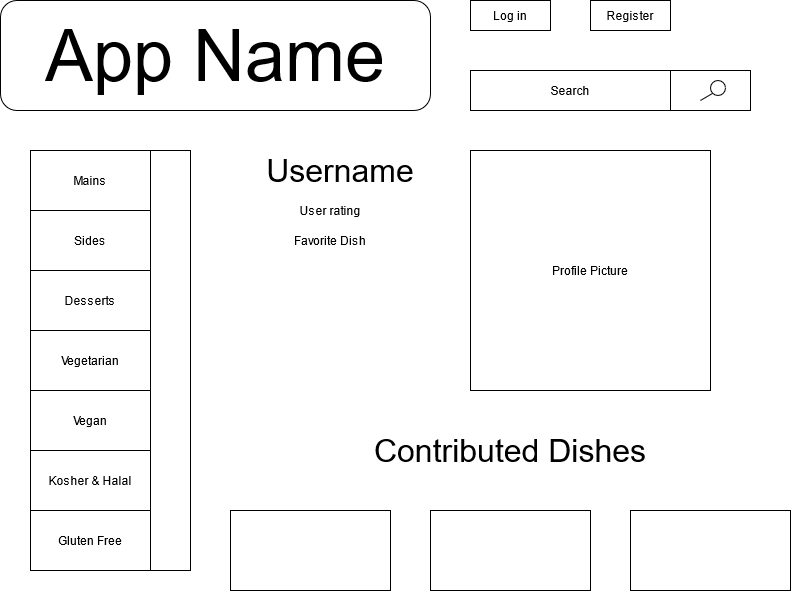 App Name
Log in
Register
Search
Mains
Sides
Desserts
Vegetarian
Vegan
Kosher & Halal
Gluten Free
Username
User rating
Favorite Dish
Profile Picture
Contributed Dishes